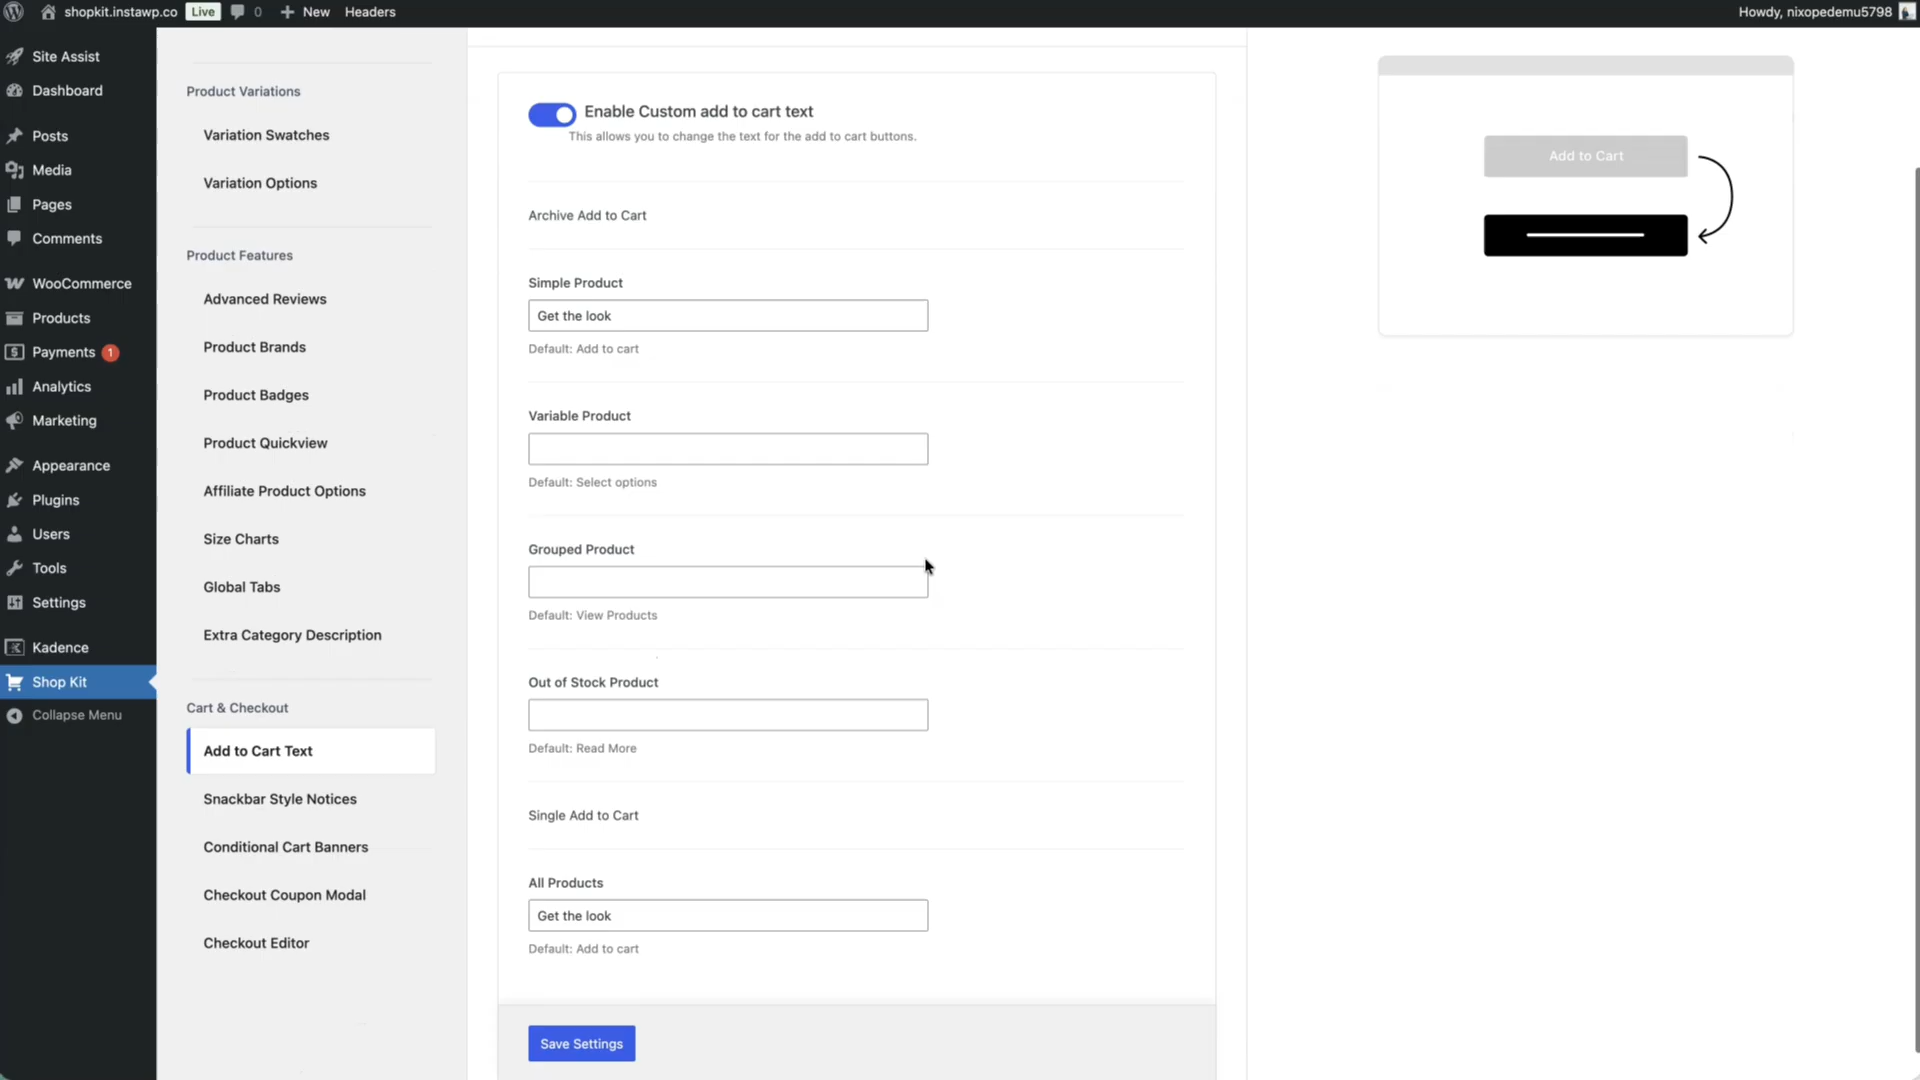 shopkit.instawp.co Live 0 New Headers
Howdy, nixopedemu5798
Site Assist
Dashboard
Posts
Media
Pages
Comments
WooCommerce
Products
Payments 1
Analytics
Marketing
Appearance
Plugins
Users
Tools
Settings
Kadence
Shop Kit
Collapse Menu
Product Variations
Variation Swatches
Variation Options
Product Features
Advanced Reviews
Product Brands
Product Badges
Product Quickview
Affiliate Product Options
Size Charts
Global Tabs
Extra Category Description
Cart & Checkout
Add to Cart Text
Snackbar Style Notices
Conditional Cart Banners
Checkout Coupon Modal
Checkout Editor
Enable Custom add to cart text
This allows you to change the text for the add to cart buttons.
Archive Add to Cart
Simple Product
Get the look
Default: Add to cart
Variable Product
Default: Select options
Grouped Product
Default: View Products
Out of Stock Product
Default: Read More
Single Add to Cart
All Products
Get the look
Default: Add to cart
Save Settings
Add to Cart